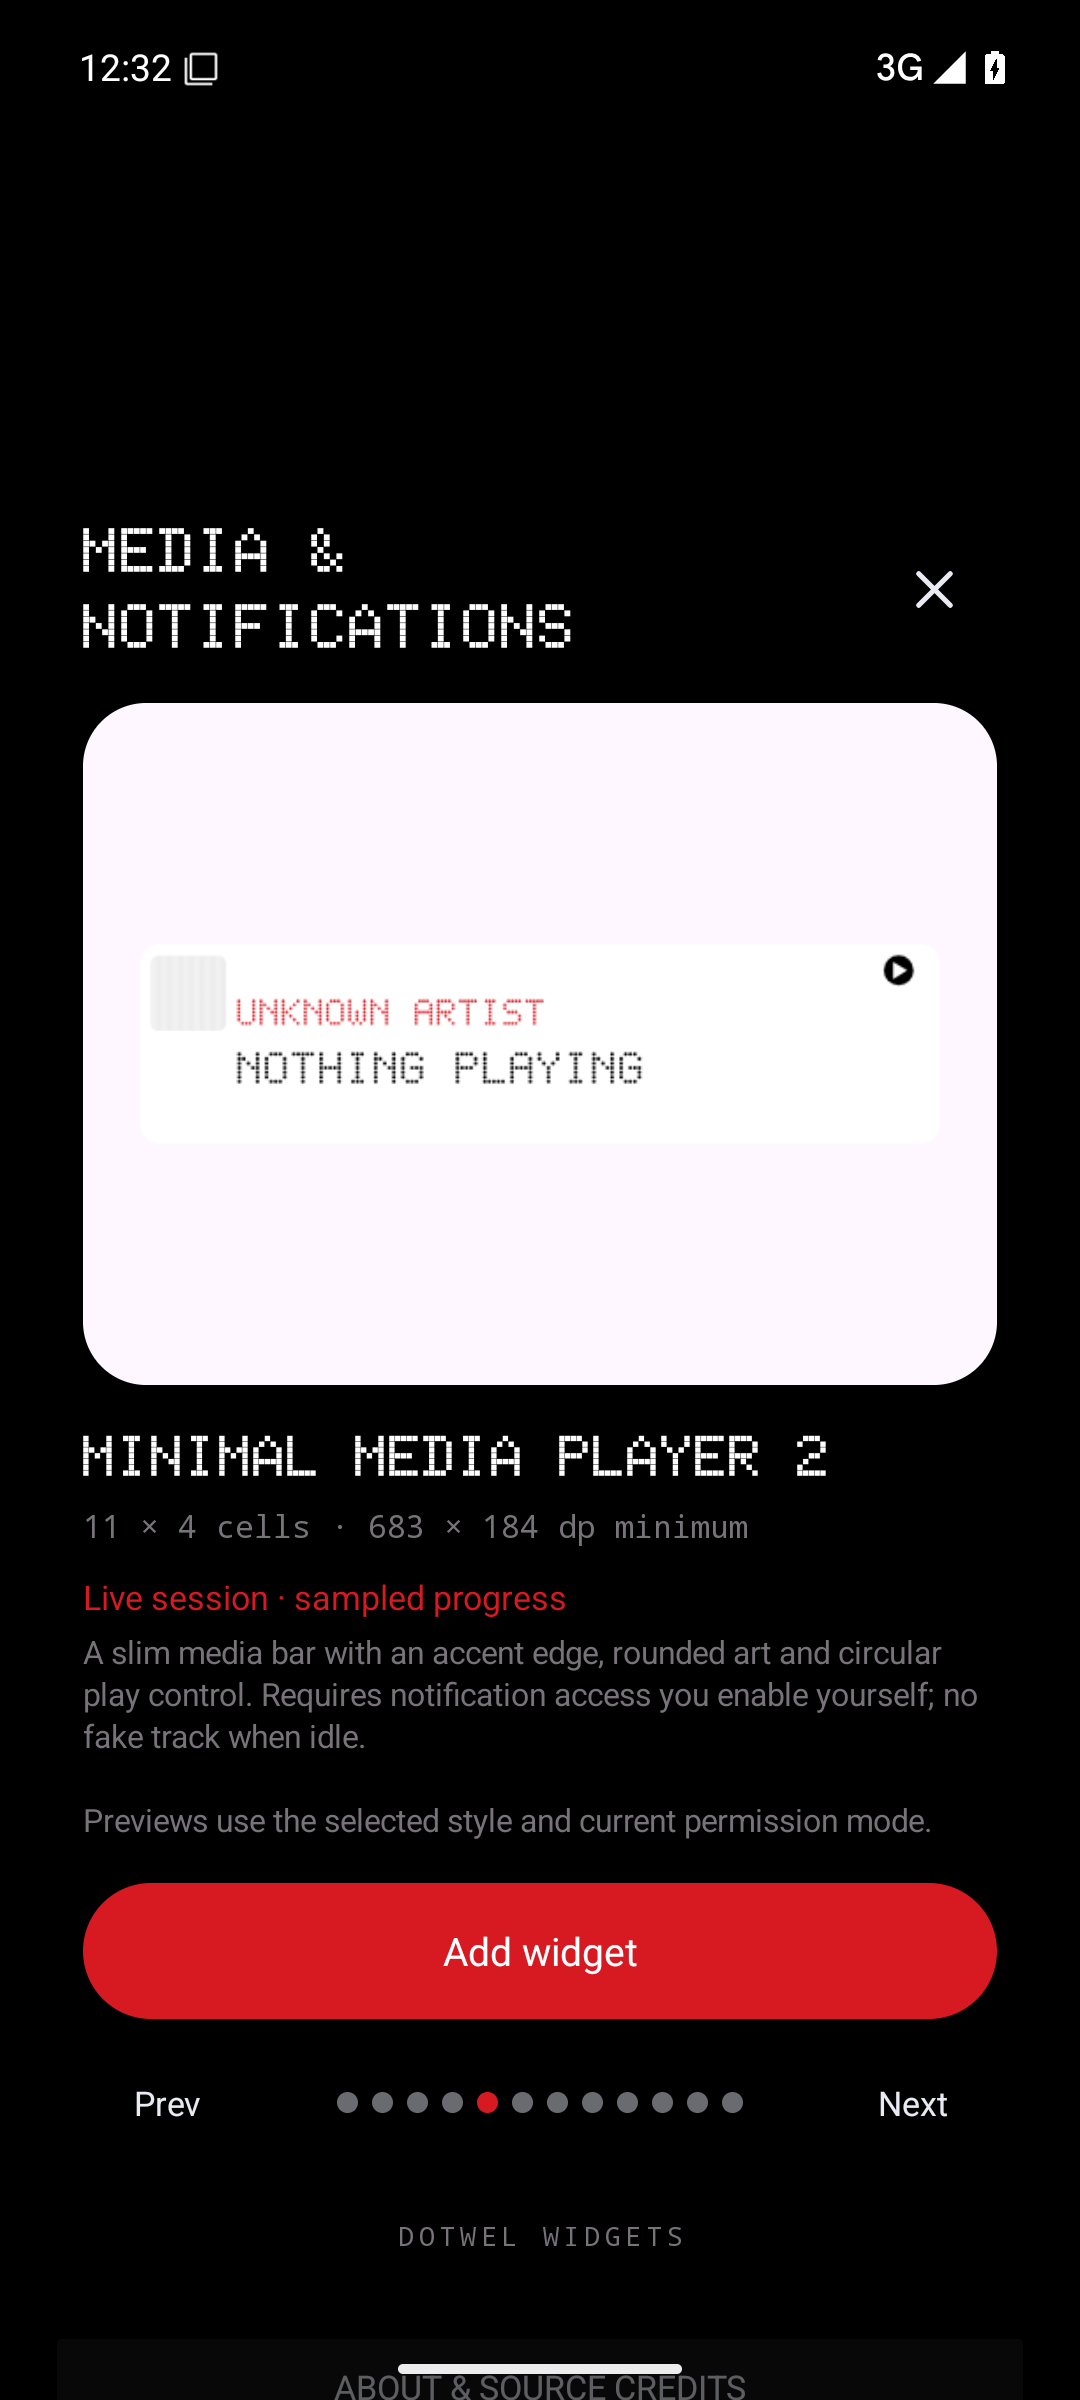 12:32
3G
MEDIA &
NOTIFICATIONS
UNKNOWN ARTIST
NOTHING PLAYING
MINIMAL MEDIA PLAYER 2
11 × 4 cells · 683 × 184 dp minimum
Live session · sampled progress
A slim media bar with an accent edge, rounded art and circular
play control. Requires notification access you enable yourself; no
fake track when idle.
Previews use the selected style and current permission mode.
Add widget
Prev
Next
DOTWEL WIDGETS
ABOUT & SOURCE CREDITS